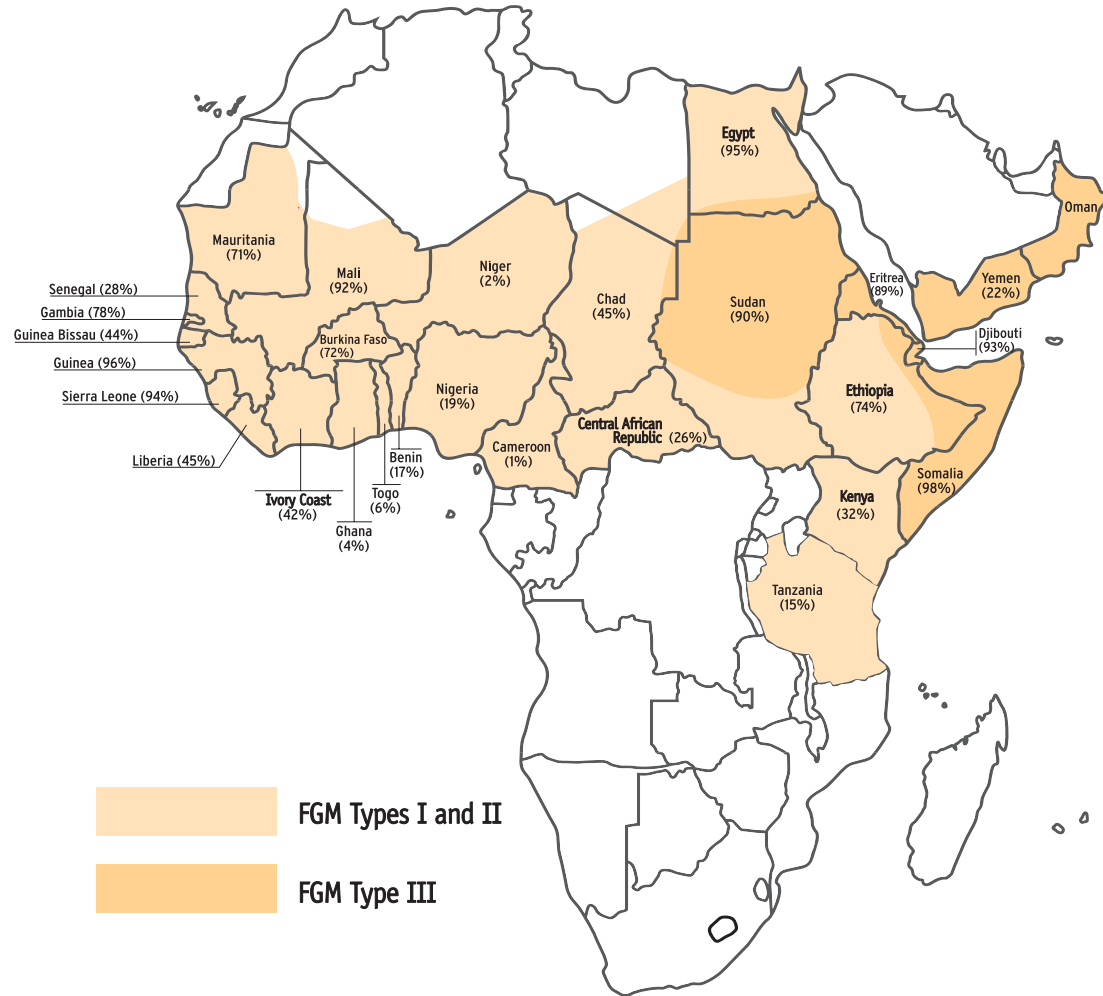 Egypt
(95%)
Oman
Mauritania
(71%)
Mali
(92%)
Niger
(2%)
Chad
(45%)
Sudan
(90%)
Eritrea
(89%)
Yemen
(22%)
Senegal (28%)
Gambia (78%)
Guinea Bissau (44%)
Guinea (96%)
Sierra Leone (94%)
Liberia (45%)
Burkina Faso
(72%)
Djibouti
(93%)
Nigeria
(19%)
Ethiopia
(74%)
Central African
Republic (26%)
Cameroon
(1%)
Benin
(17%)
Togo
(6%)
Ivory Coast
(42%)
Ghana
(4%)
Somalia
(98%)
Kenya
(32%)
Tanzania
(15%)
FGM Types I and II
FGM Type III